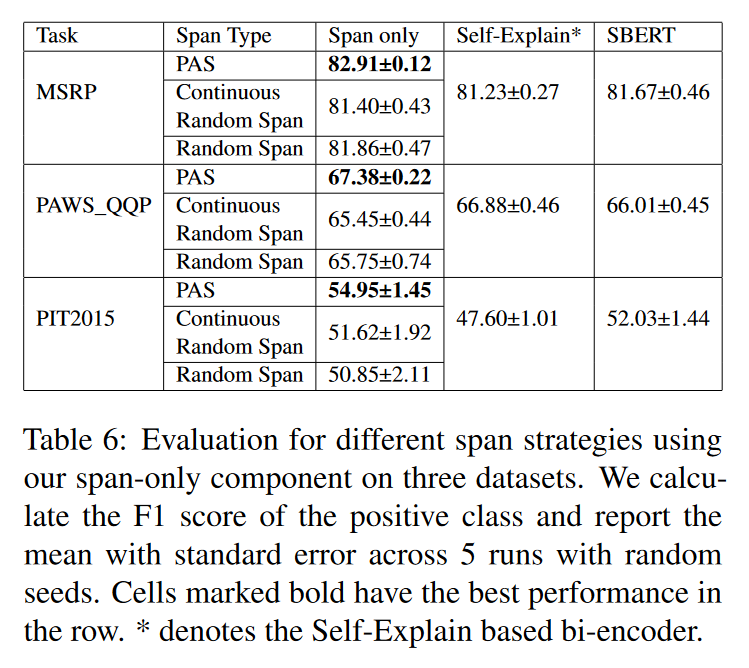 Task Span Type Span only Self-Explain* SBERT
PAS 82.91±0.12
MSRP Continuous Random Span 81.40±0.43 81.23±0.27 81.67±0.46
Random Span 81.86±0.47
PAS 67.38±0.22
PAWS_QQP Continuous Random Span 65.45±0.44 66.88±0.46 66.01±0.45
Random Span 65.75±0.74
PAS 54.95±1.45
PIT2015 Continuous Random Span 51.62±1.92 47.60±1.01 52.03±1.44
Random Span 50.85±2.11
Table 6: Evaluation for different span strategies using
our span-only component on three datasets. We calcu-
late the F1 score of the positive class and report the
mean with standard error across 5 runs with random
seeds. Cells marked bold have the best performance in
the row. * denotes the Self-Explain based bi-encoder.